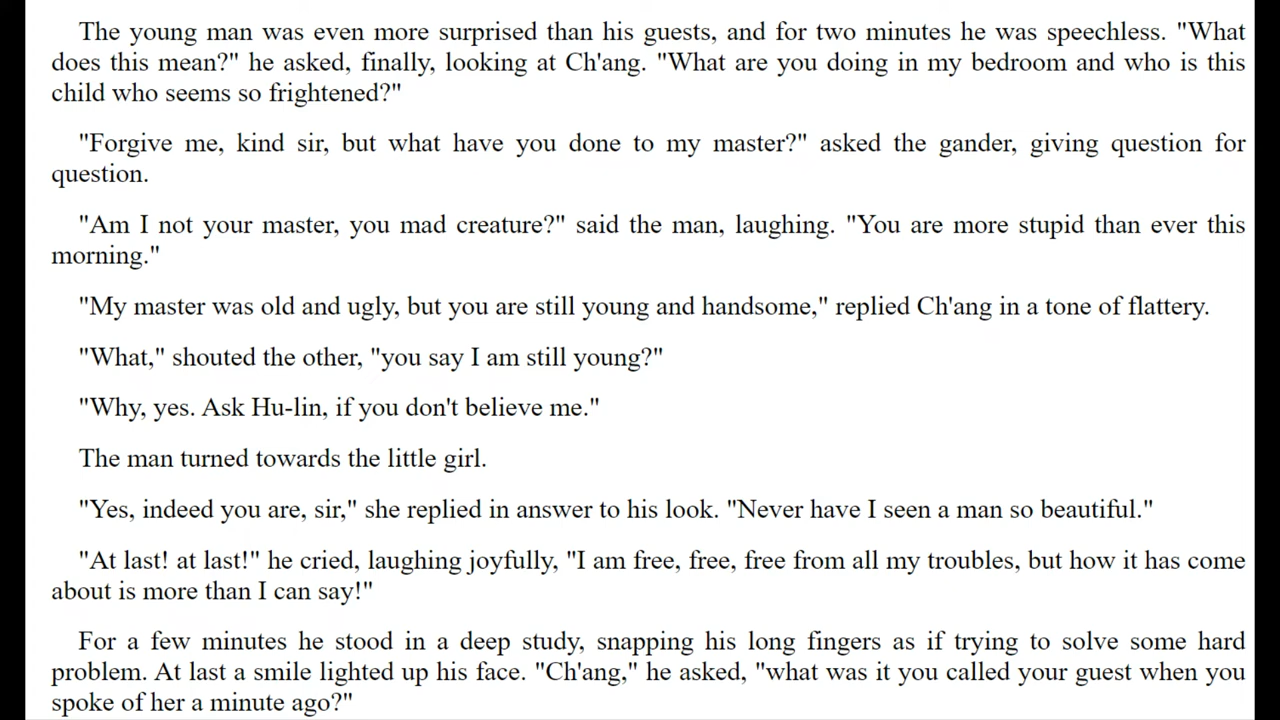 The young man was even more surprised than his guests, and for two minutes he was speechless. "What
does this mean?" he asked, finally, looking at Ch'ang. "What are you doing in my bedroom and who is this
child who seems so frightened?"
"Forgive me, kind sir, but what have you done to my master?" asked the gander, giving question for
question.
"Am I not your master, you mad creature?" said the man, laughing. "You are more stupid than ever this
morning."
"My master was old and ugly, but you are still young and handsome," replied Ch'ang in a tone of flattery.
"What," shouted the other, "you say I am still young?"
"Why, yes. Ask Hu-lin, if you don't believe me."
The man turned towards the little girl.
"Yes, indeed you are, sir," she replied in answer to his look. "Never have I seen a man so beautiful."
"At last! at last!" he cried, laughing joyfully, "I am free, free, free from all my troubles, but how it has come
about is more than I can say!"
For a few minutes he stood in a deep study, snapping his long fingers as if trying to solve some hard
problem. At last a smile lighted up his face. "Ch'ang," he asked, "what was it you called your guest when you
spoke of her a minute ago?"